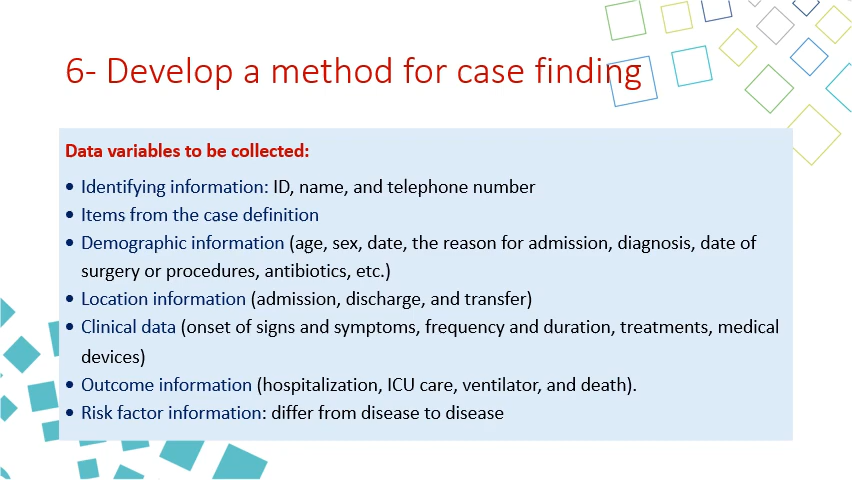 6- Develop a method for case finding
Data variables to be collected:
• Identifying information: ID, name, and telephone number
• Items from the case definition
• Demographic information (age, sex, date, the reason for admission, diagnosis, date of
surgery or procedures, antibiotics, etc.)
• Location information (admission, discharge, and transfer)
• Clinical data (onset of signs and symptoms, frequency and duration, treatments, medical
devices)
• Outcome information (hospitalization, ICU care, ventilator, and death).
• Risk factor information: differ from disease to disease